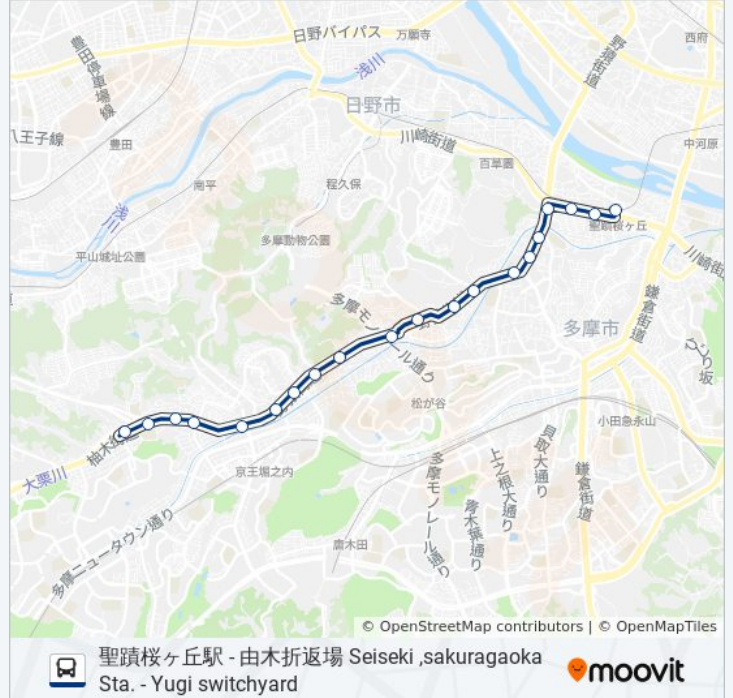 日野バイパス
万願寺
西府
豊田停車場線
野猿街道
浅川
日野市
八王子線
豊田
川崎街道
中河原
百草園
南平
程久保
浅川
聖蹟桜ヶ丘
多摩動物公園
平山城址公園
川崎街
多摩モノレール通り
鎌倉街道
多摩市
松が谷
小田急永山
貝取大通り
京王堀之内
大栗川
多摩モノレール通り
上之根大通り
鎌倉街道
青木葉通り
多摩ニュータウン通り
唐木田
© OpenStreetMap contributors | © OpenMapTiles
聖蹟桜ヶ丘駅 - 由木折返場 Seiseki ,sakuragaoka
Sta. - Yugi switchyard
moovit